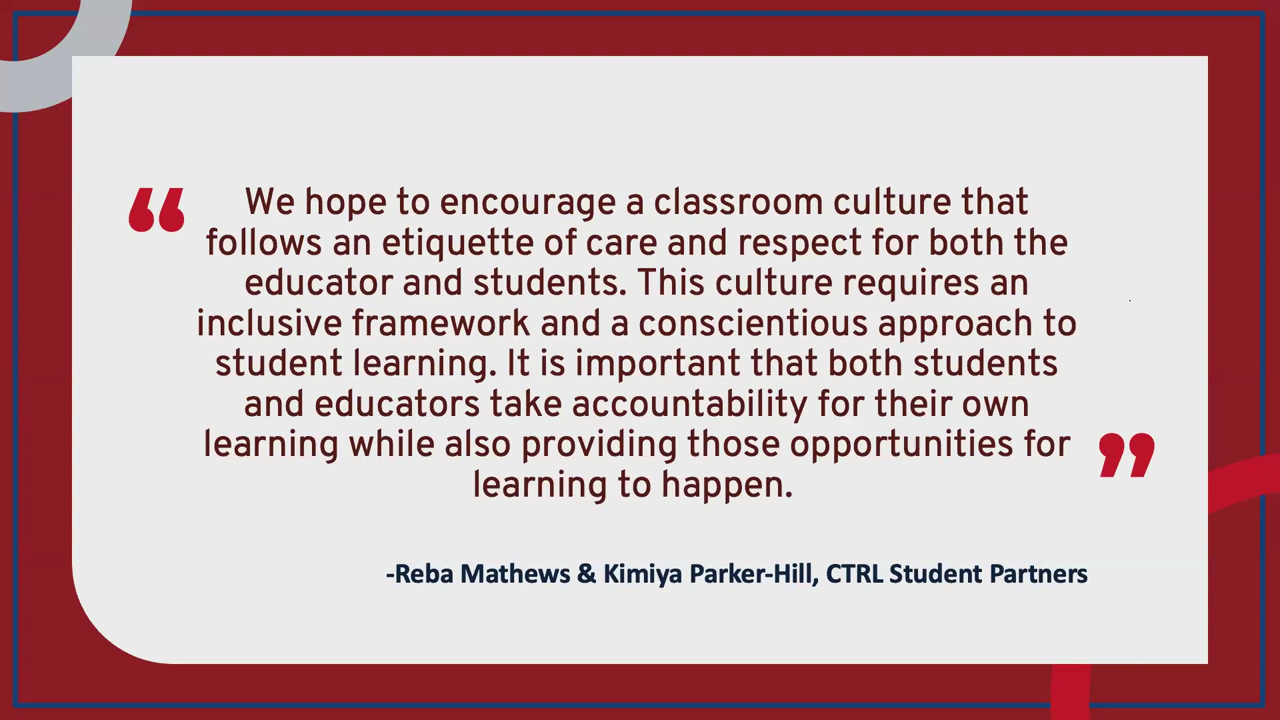 “ We hope to encourage a classroom culture that
follows an etiquette of care and respect for both the
educator and students. This culture requires an
inclusive framework and a conscientious approach to
student learning. It is important that both students
and educators take accountability for their own
learning while also providing those opportunities for
learning to happen. ”
-Reba Mathews & Kimiya Parker-Hill, CTRL Student Partners